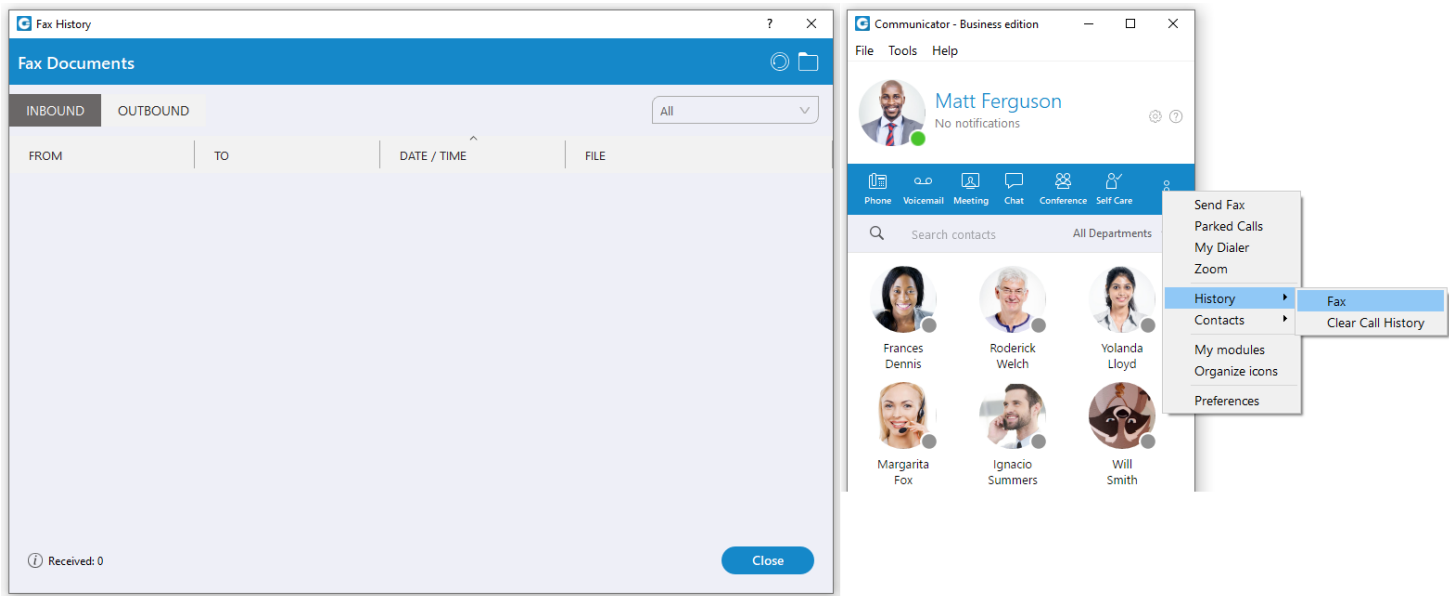 Fax History
Fax Documents
INBOUND OUTBOUND All
FROM TO DATE / TIME FILE
Received: 0 Close
Communicator - Business edition
File Tools Help
Matt Ferguson
No notifications
Phone Voicemail Meeting Chat Conference Self Care
Search contacts All Departments
Frances
Dennis
Roderick
Welch
Yolanda
Lloyd
Margarita
Fox
Ignacio
Summers
Will
Smith
Send Fax
Parked Calls
My Dialer
Zoom
History
Contacts
My modules
Organize icons
Preferences
Fax
Clear Call History